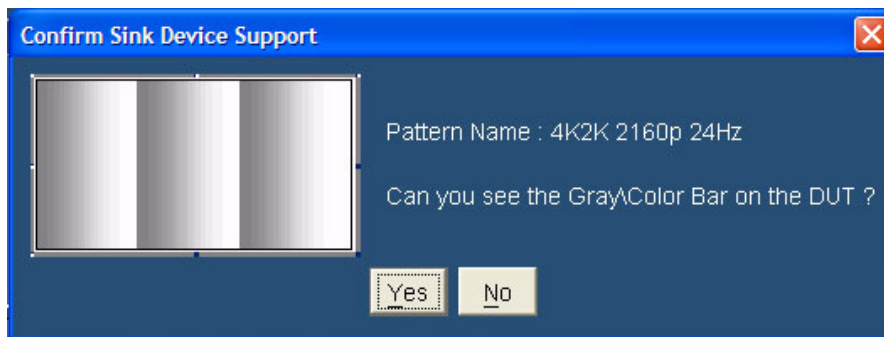 Confirm Sink Device Support
Pattern Name : 4K2K 2160p 24Hz
Can you see the Gray\Color Bar on the DUT ?
Yes No